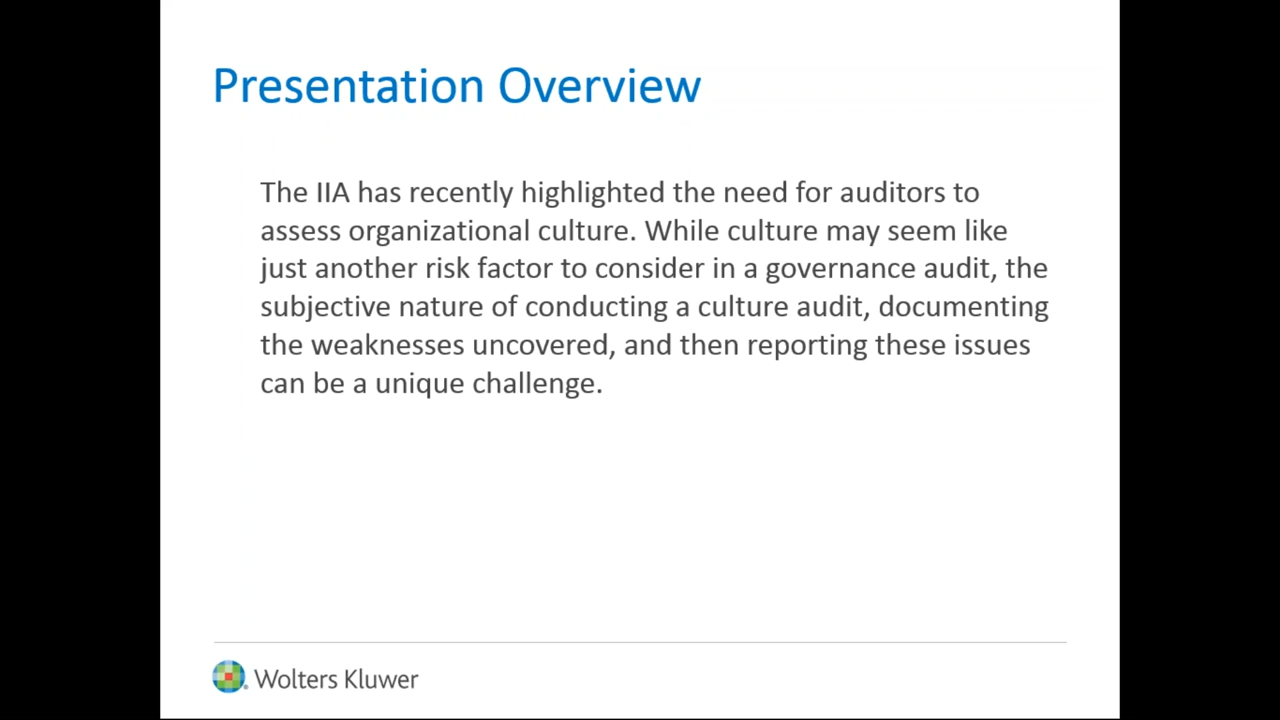 Presentation Overview
The IIA has recently highlighted the need for auditors to
assess organizational culture. While culture may seem like
just another risk factor to consider in a governance audit, the
subjective nature of conducting a culture audit, documenting
the weaknesses uncovered, and then reporting these issues
can be a unique challenge.
Wolters Kluwer